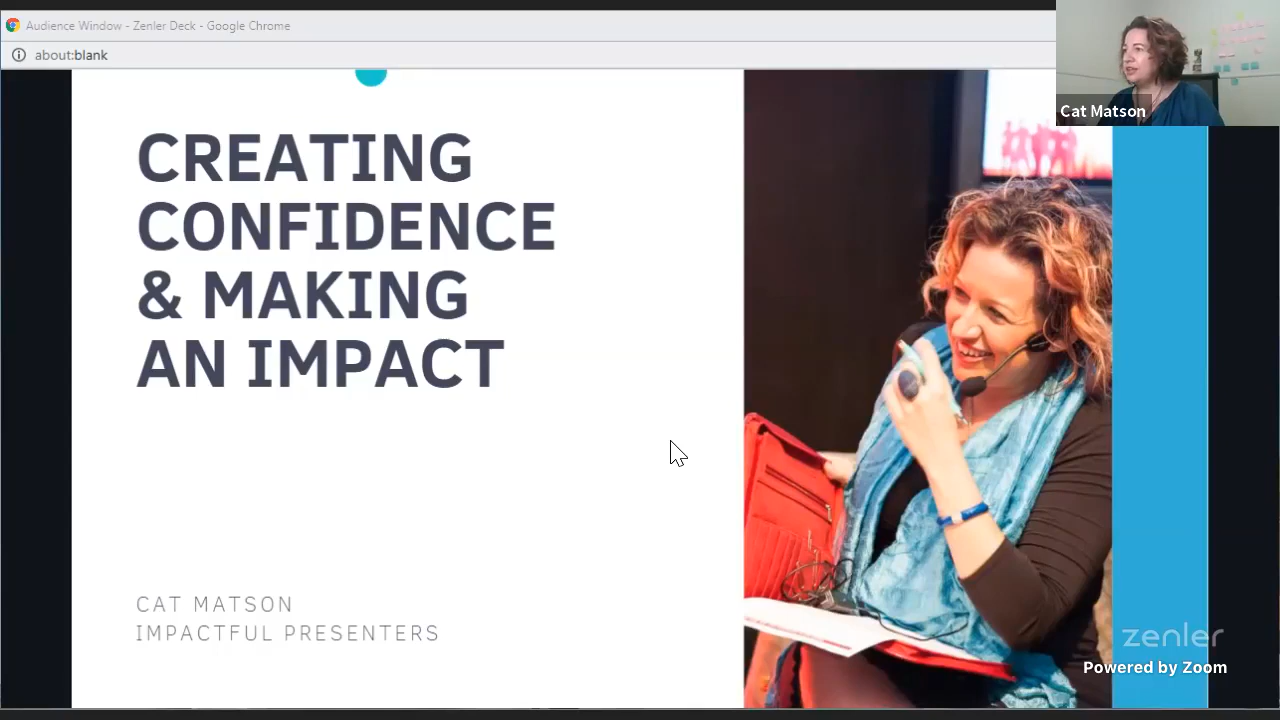 Audience Window - Zenler Deck - Google Chrome
about:blank
Cat Matson
CREATING
CONFIDENCE
& MAKING
AN IMPACT
CAT MATSON
IMPACTFUL PRESENTERS
zenler
Powered by Zoom